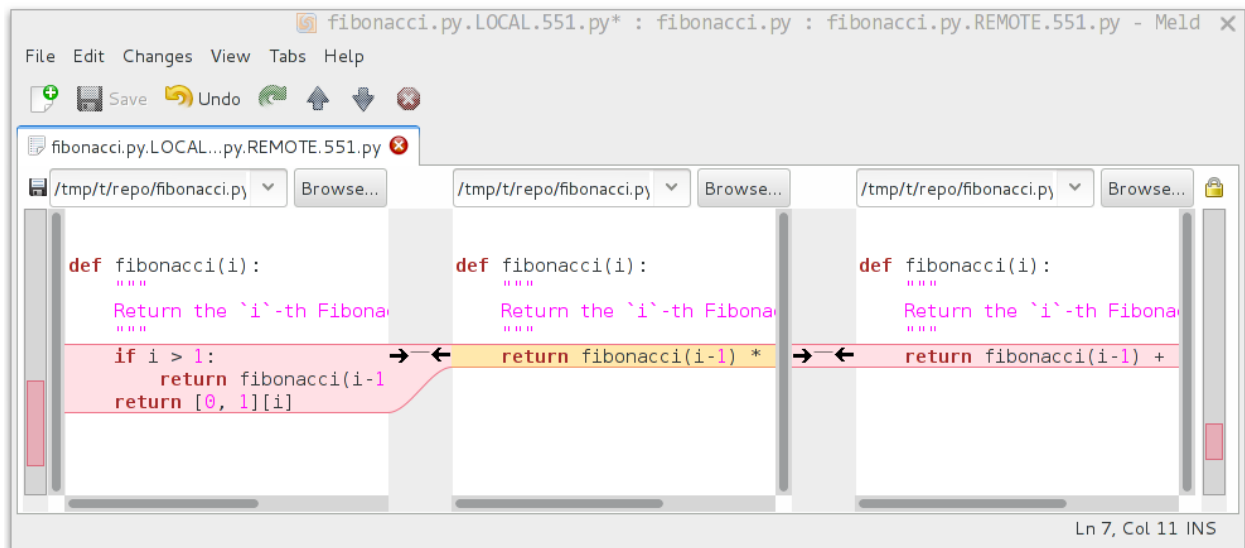 fibonacci.py.LOCAL.551.py* : fibonacci.py : fibonacci.py.REMOTE.551.py - Meld
File Edit Changes View Tabs Help
Save Undo
fibonacci.py.LOCAL...py.REMOTE.551.py
/tmp/t/repo/fibonacci.py Browse... /tmp/t/repo/fibonacci.py Browse... /tmp/t/repo/fibonacci.py Browse...
def fibonacci(i):
"""
Return the `i`-th Fibona
"""
if i > 1:
return fibonacci(i-1
return [0, 1][i]
def fibonacci(i):
"""
Return the `i`-th Fibona
"""
return fibonacci(i-1) *
def fibonacci(i):
"""
Return the `i`-th Fibona
"""
return fibonacci(i-1) +
Ln 7, Col 11 INS